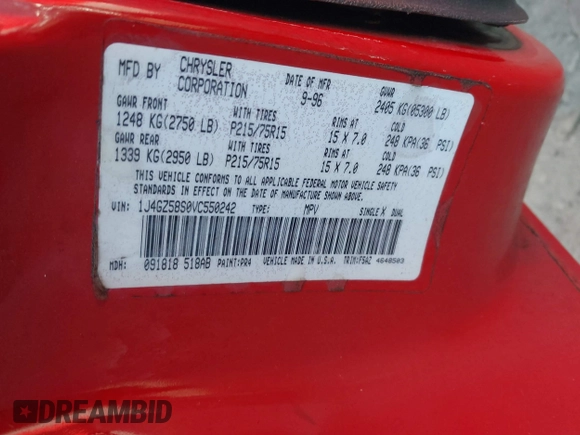 MFD BY CHRYSLER CORPORATION DATE OF MFR 9-96 GVWR 2405 KG(05300 LB)
GAWR FRONT WITH TIRES RIMS AT COLD
1248 KG(2750 LB) P215/75R15 15 X 7.0 248 KPA(36 PSI)
GAWR REAR WITH TIRES RIMS AT COLD
1339 KG(2950 LB) P215/75R15 15 X 7.0 248 KPA(36 PSI)
THIS VEHICLE CONFORMS TO ALL APPLICABLE FEDERAL MOTOR VEHICLE SAFETY
STANDARDS IN EFFECT ON THE DATE OF MANUFACTURE SHOWN ABOVE.
VIN: 1J4GZ58S0VC550242 TYPE: MPV SINGLE X DUAL
MDH: 091818 518AB PAINT:PR4 VEHICLE MADE IN U.S.A. TRIM:F5AZ 4648503
DREAMBID